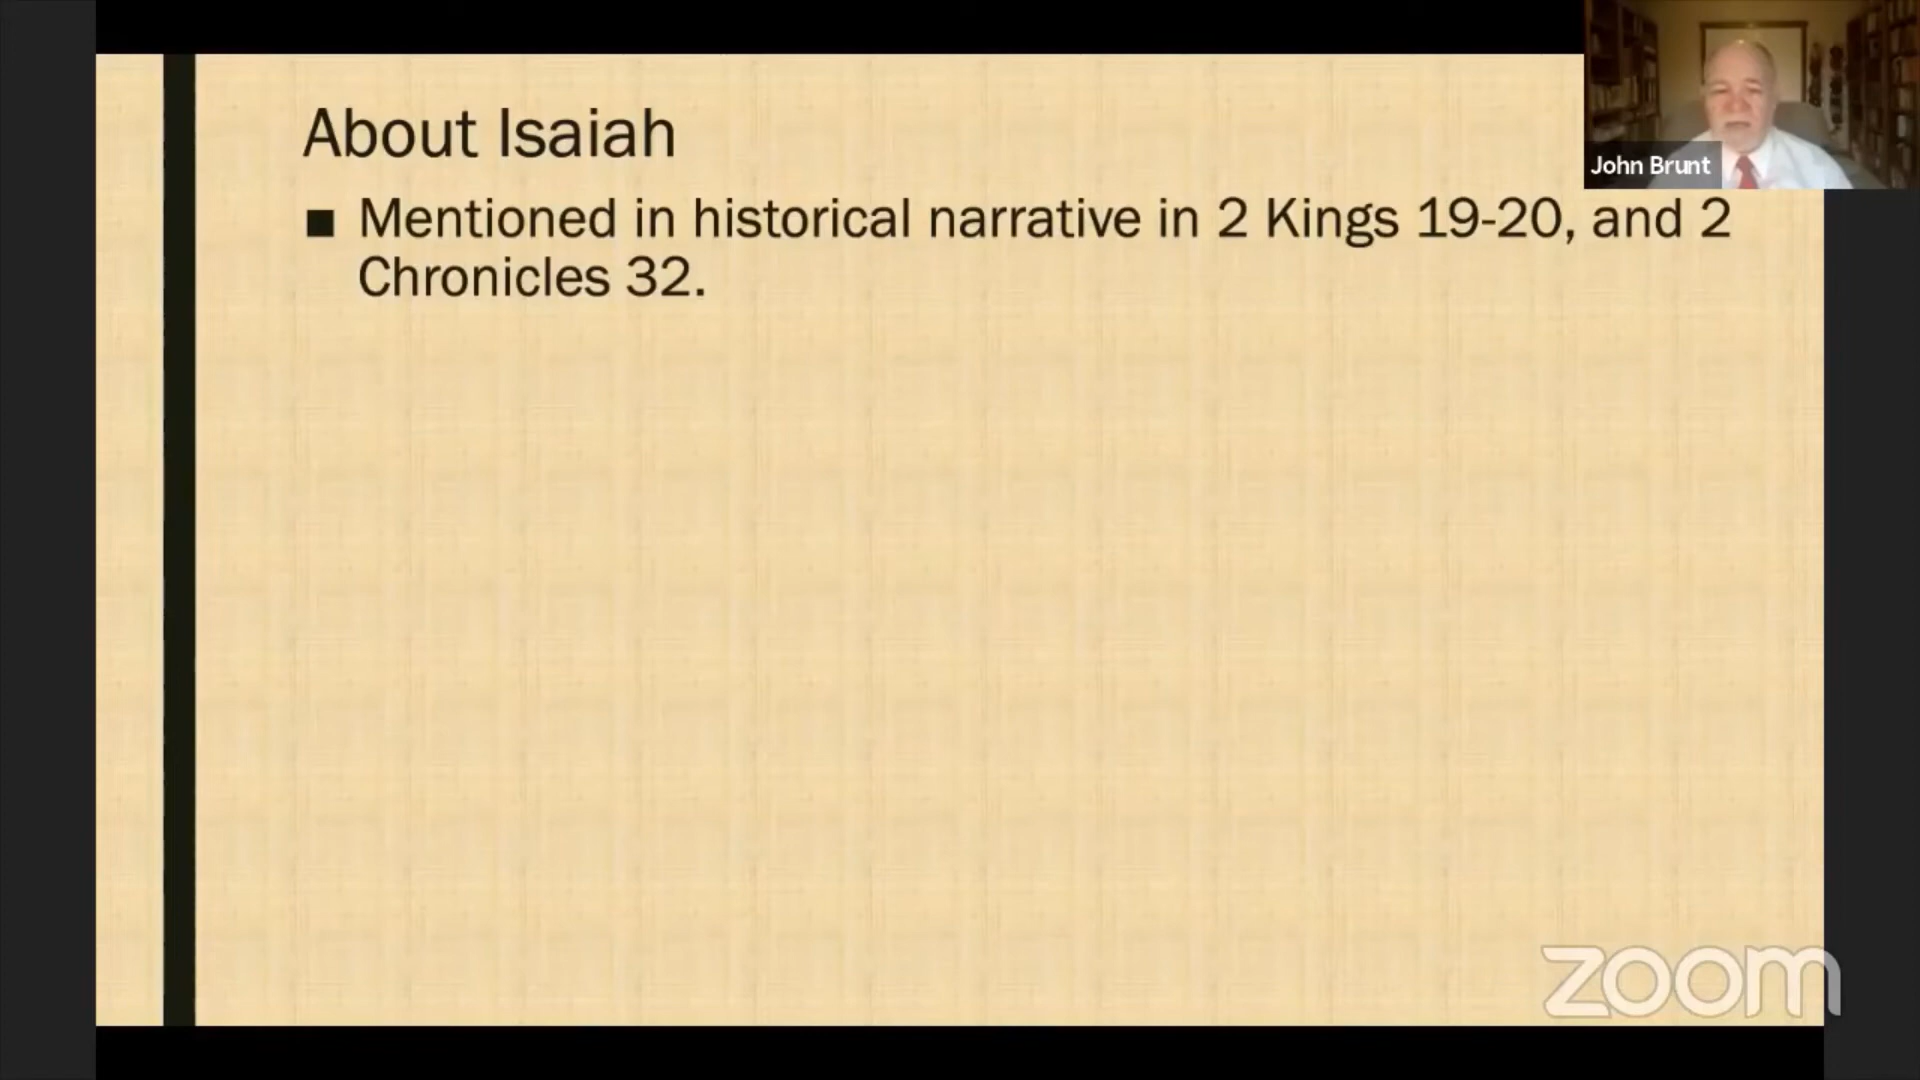 About Isaiah
John Brunt
■ Mentioned in historical narrative in 2 Kings 19-20, and 2
Chronicles 32.
zoom